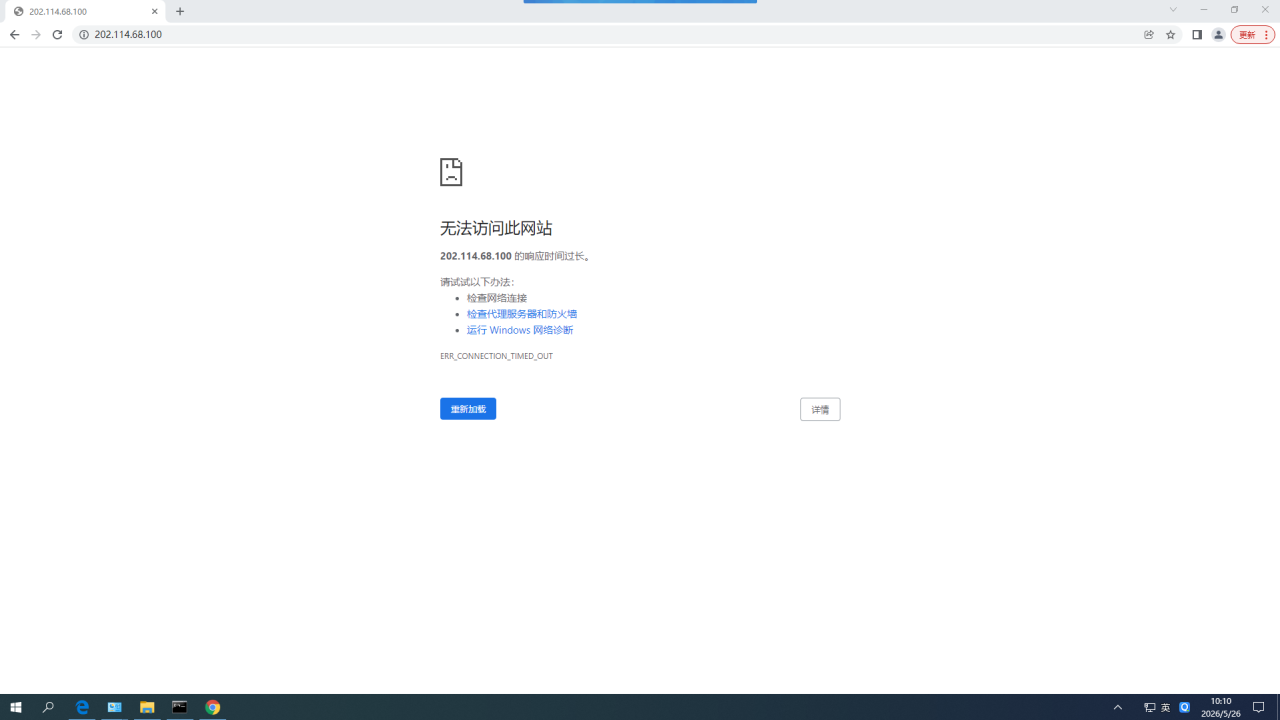 202.114.68.100
202.114.68.100
更新
无法访问此网站
202.114.68.100 的响应时间过长。
请试试以下办法：
检查网络连接
检查代理服务器和防火墙
运行 Windows 网络诊断
ERR_CONNECTION_TIMED_OUT
重新加载
详情
英
10:10
2026/5/26